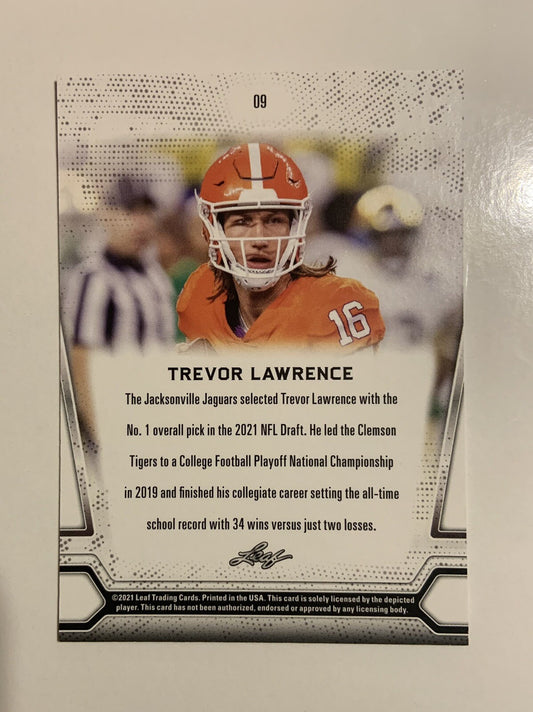 09
16
TREVOR LAWRENCE
The Jacksonville Jaguars selected Trevor Lawrence with the
No. 1 overall pick in the 2021 NFL Draft. He led the Clemson
Tigers to a College Football Playoff National Championship
in 2019 and finished his collegiate career setting the all-time
school record with 34 wins versus just two losses.
Leaf
©2021 Leaf Trading Cards. Printed in the USA. This card is solely licensed by the depicted
player. This card has not been authorized, endorsed or approved by any licensing body.